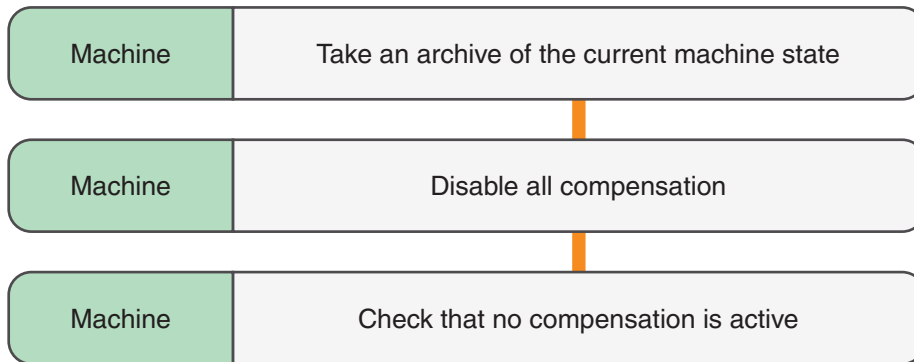 Machine Take an archive of the current machine state
Machine Disable all compensation
Machine Check that no compensation is active